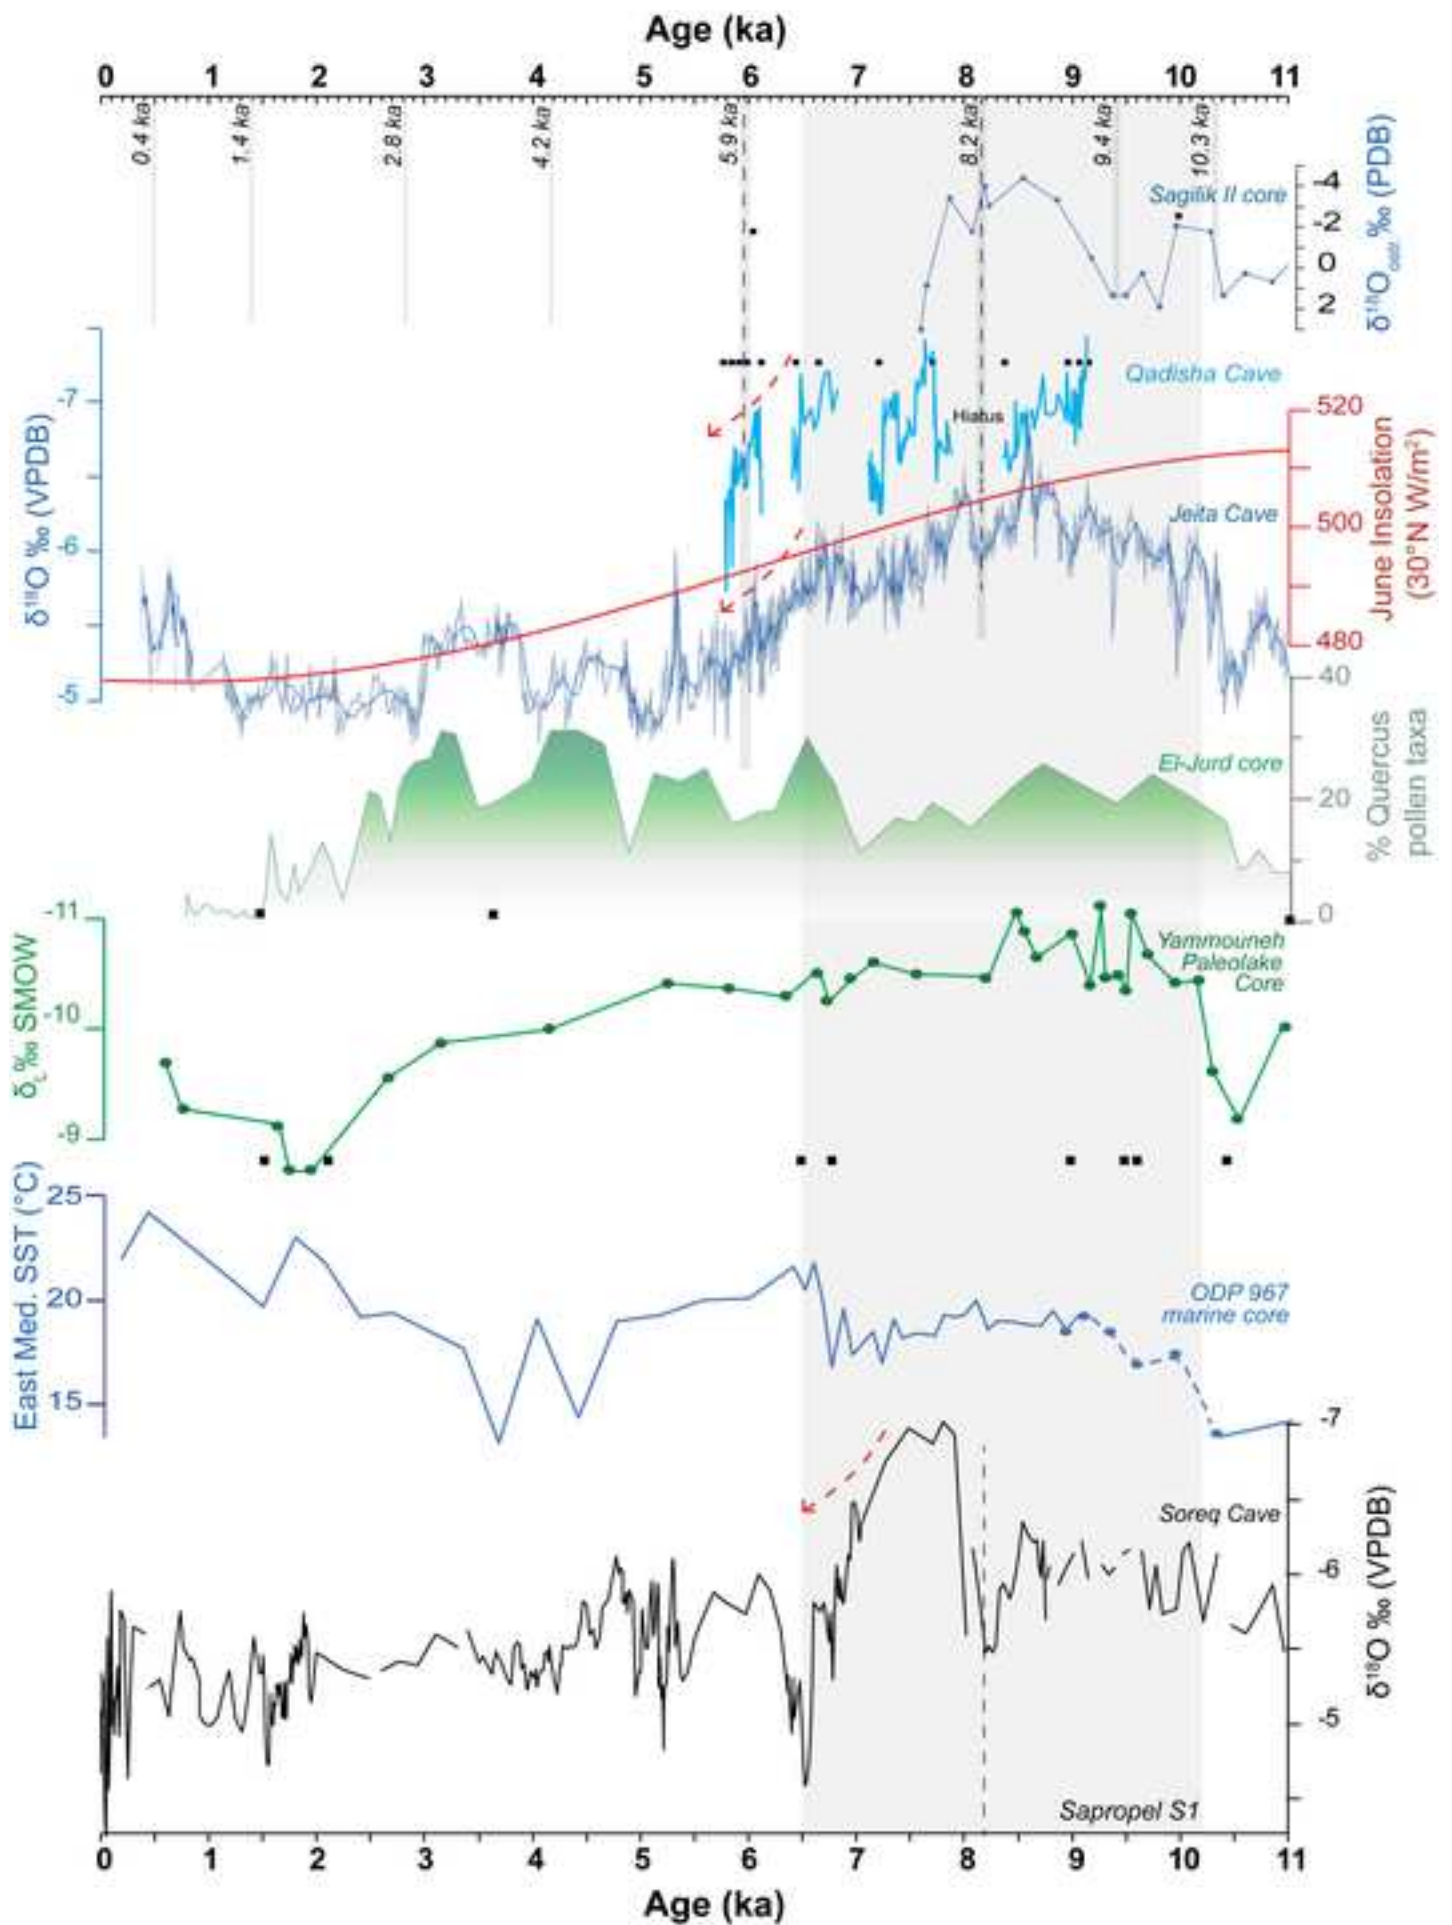 Age (ka)
0 1 2 3 4 5 6 7 8 9 10 11
0.4 ka
1.4 ka
2.8 ka
4.2 ka
5.9 ka
8.2 ka
9.4 ka
10.3 ka
Sagilik II core
-4
-2
0
2
δ¹⁸O ‰ (PDB)
Qadisha Cave
Hiatus
-7
-6
-5
δ¹⁸O ‰ (VPDB)
520
500
480
June Insolation
(30°N W/m²)
Jeita Cave
40
20
0
% Quercus
pollen taxa
El-Jurd core
-11
-10
-9
δL‰ SMOW
Yammouneh
Paleolake
Core
25
20
15
East Med. SST (°C)
ODP 967
marine core
-7
-6
-5
δ¹⁸O ‰ (VPDB)
Soreq Cave
Sapropel S1
0 1 2 3 4 5 6 7 8 9 10 11
Age (ka)